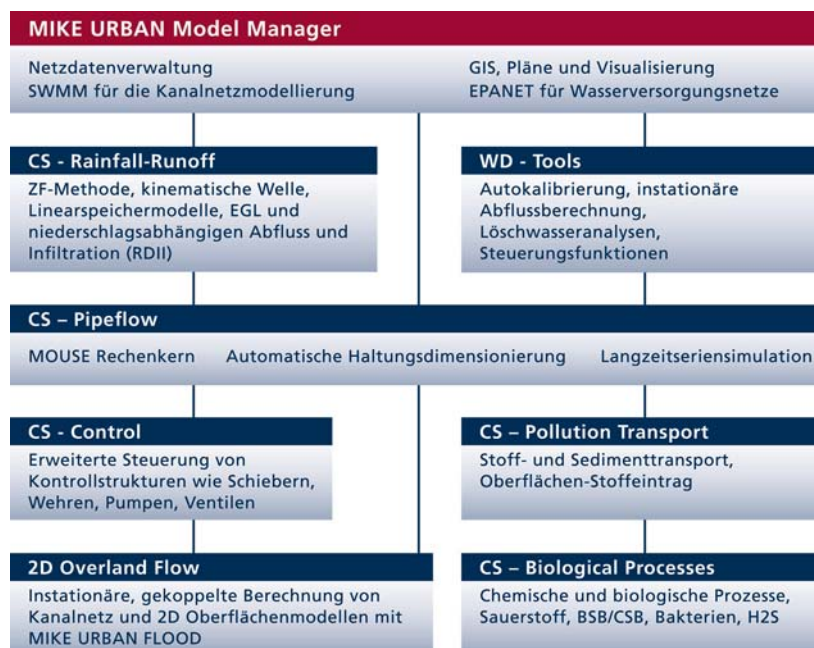 MIKE URBAN Model Manager
Netzdatenverwaltung
SWMM für die Kanalnetzmodellierung
GIS, Pläne und Visualisierung
EPANET für Wasserversorgungsnetze
CS - Rainfall-Runoff
ZF-Methode, kinematische Welle,
Linearspeichermodelle, EGL und
niederschlagsabhängigen Abfluss und
Infiltration (RDII)
WD - Tools
Autokalibrierung, instationäre
Abflussberechnung,
Löschwasseranalysen,
Steuerungsfunktionen
CS – Pipeflow
MOUSE Rechenkern Automatische Haltungsdimensionierung Langzeitseriensimulation
CS - Control
Erweiterte Steuerung von
Kontrollstrukturen wie Schiebern,
Wehren, Pumpen, Ventilen
CS – Pollution Transport
Stoff- und Sedimenttransport,
Oberflächen-Stoffeintrag
2D Overland Flow
Instationäre, gekoppelte Berechnung von
Kanalnetz und 2D Oberflächenmodellen mit
MIKE URBAN FLOOD
CS – Biological Processes
Chemische und biologische Prozesse,
Sauerstoff, BSB/CSB, Bakterien, H2S